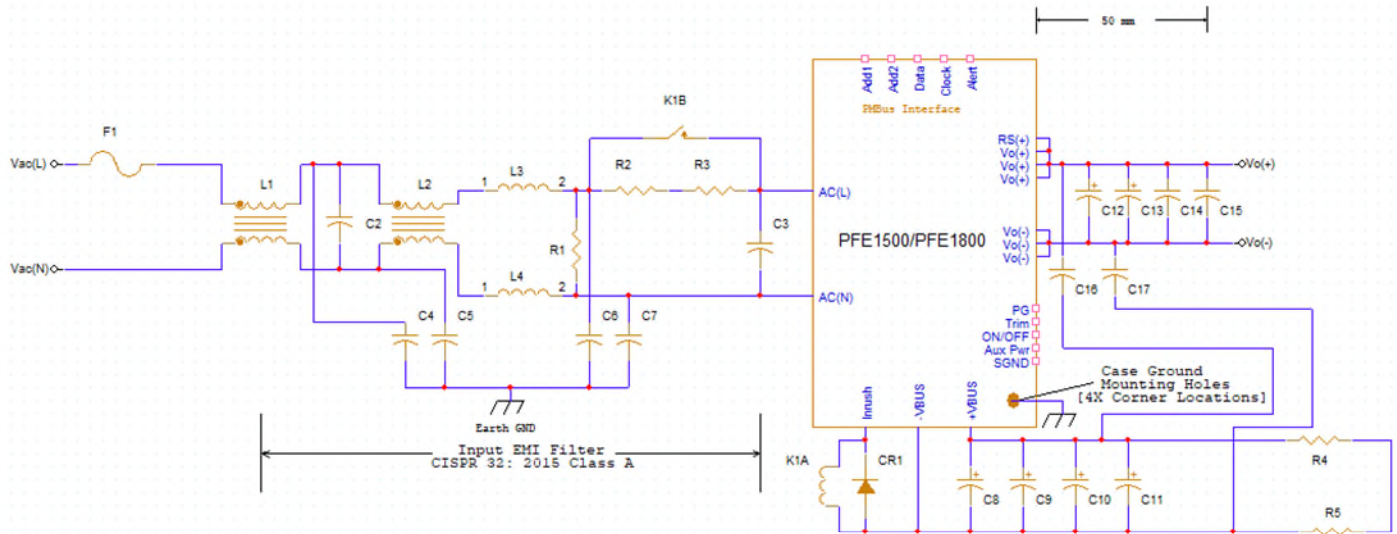 50 mm
Add1
Add2
Data
Clock
Alert
PMBus Interface
K1B
F1
RS(+)
Vo(+)
Vo(+)
Vo(+)
Vac(L)
Vo(+)
L1
L2
L3
1
2
R2
R3
AC(L)
C2
C3
C12
C13
C14
C15
PFE1500/PFE1800
R1
Vo(-)
Vo(-)
Vo(-)
Vo(-)
Vac(N)
L4
1
2
AC(N)
C16
C17
C4
C5
C6
C7
PG
Trim
ON/OFF
Aux Pwr
SGND
Case Ground
Mounting Holes
[4X Corner Locations]
Inrush
-VBUS
+VBUS
Earth GND
Input EMI Filter
CISPR 32: 2015 Class A
K1A
CR1
C8
C9
C10
C11
R4
R5